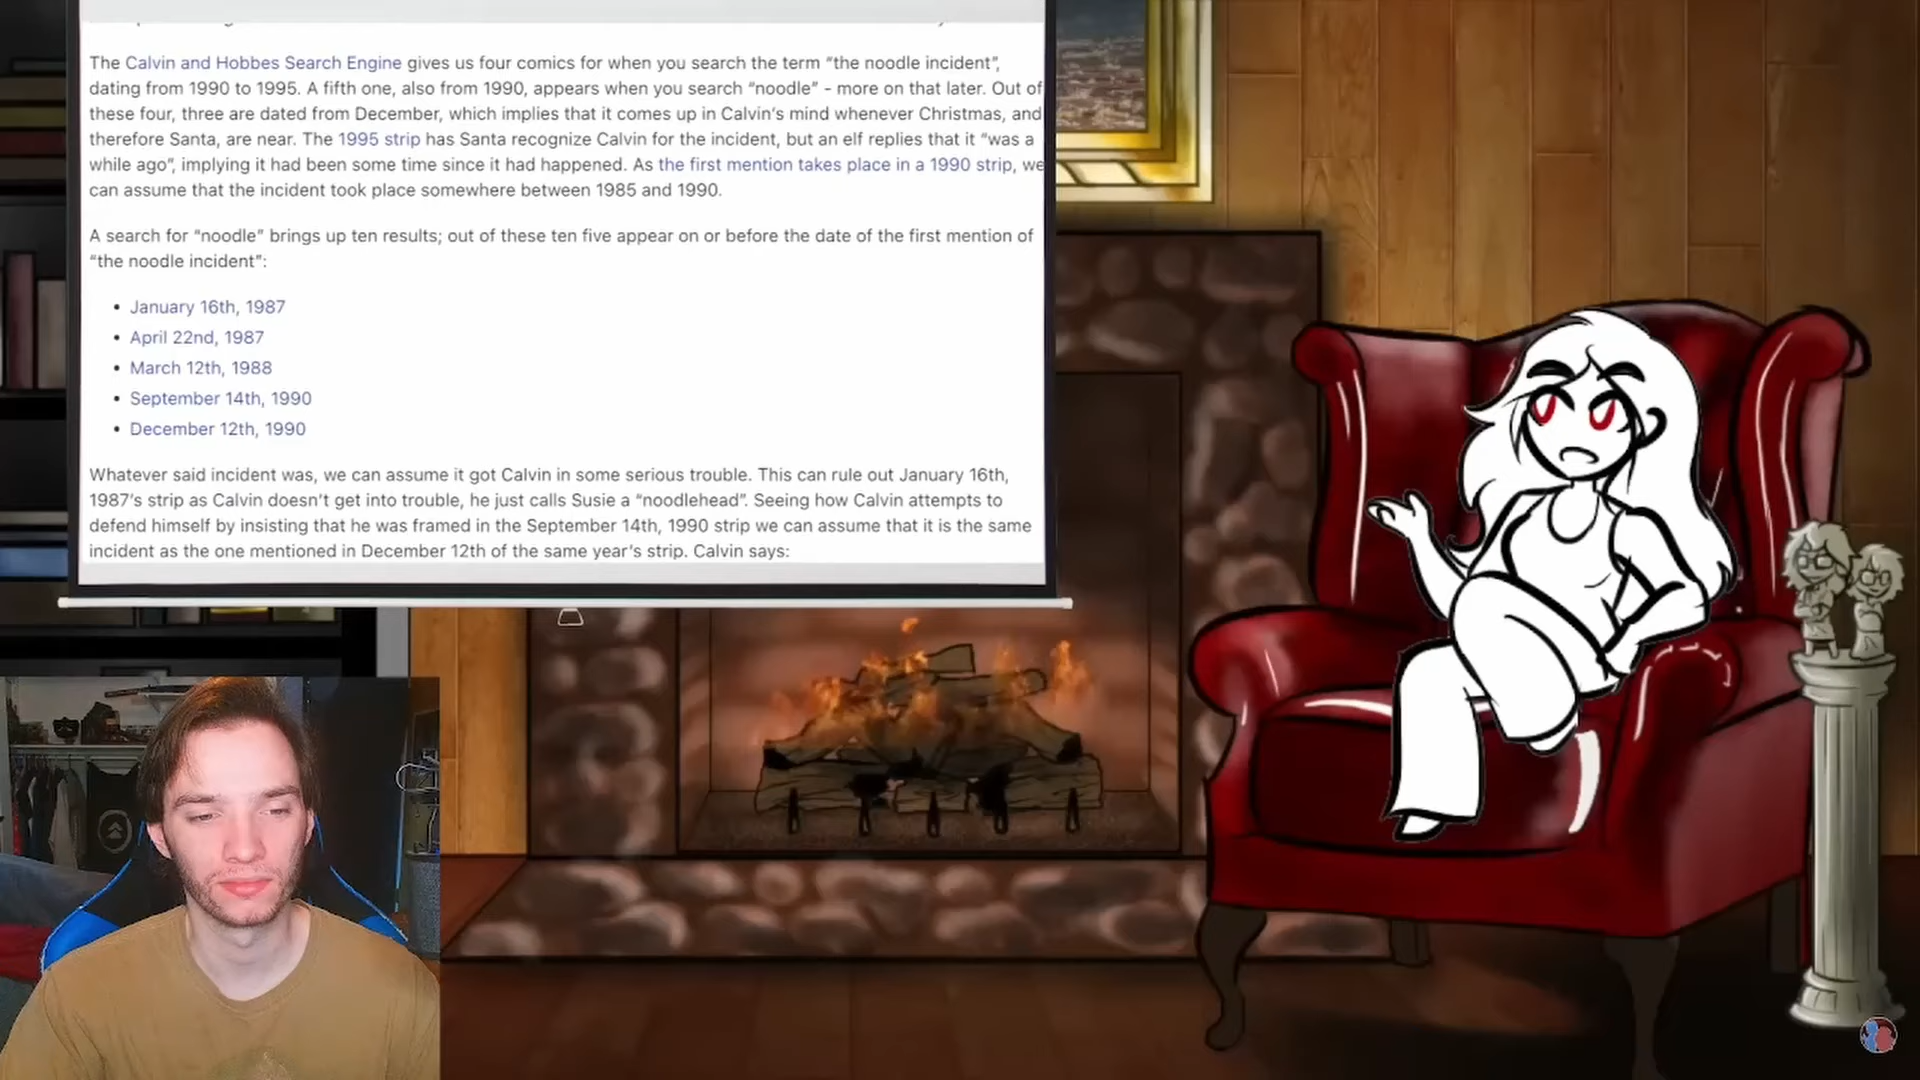 The Calvin and Hobbes Search Engine gives us four comics for when you search the term “the noodle incident”,
dating from 1990 to 1995. A fifth one, also from 1990, appears when you search “noodle” - more on that later. Out of
these four, three are dated from December, which implies that it comes up in Calvin’s mind whenever Christmas, and
therefore Santa, are near. The 1995 strip has Santa recognize Calvin for the incident, but an elf replies that it “was a
while ago”, implying it had been some time since it had happened. As the first mention takes place in a 1990 strip, we
can assume that the incident took place somewhere between 1985 and 1990.
A search for “noodle” brings up ten results; out of these ten five appear on or before the date of the first mention of
“the noodle incident”:
• January 16th, 1987
• April 22nd, 1987
• March 12th, 1988
• September 14th, 1990
• December 12th, 1990
Whatever said incident was, we can assume it got Calvin in some serious trouble. This can rule out January 16th,
1987’s strip as Calvin doesn’t get into trouble, he just calls Susie a “noodlehead”. Seeing how Calvin attempts to
defend himself by insisting that he was framed in the September 14th, 1990 strip we can assume that it is the same
incident as the one mentioned in December 12th of the same year’s strip. Calvin says: